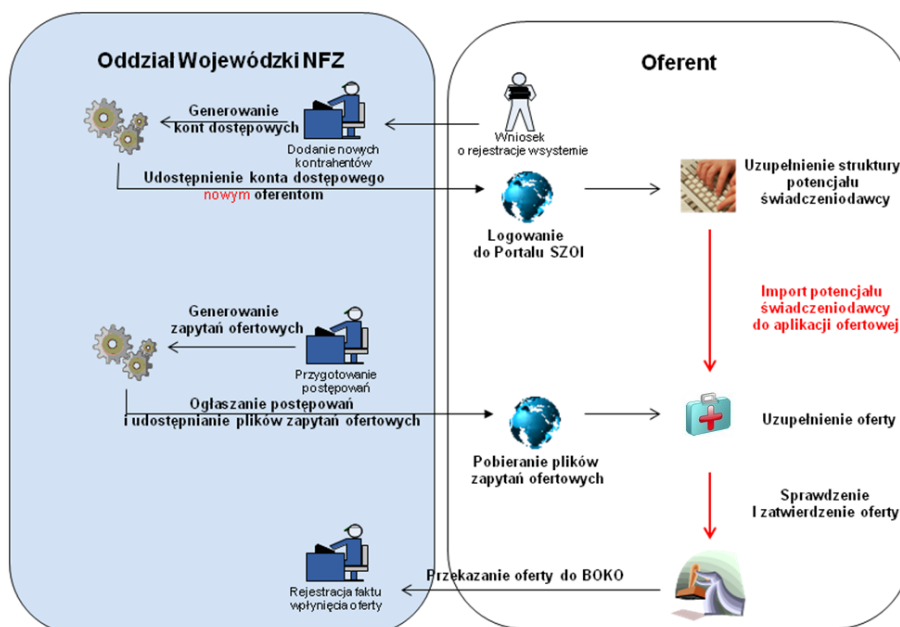 Oddział Wojewódzki NFZ
Oferent
Generowanie
kont dostępowych
Dodanie nowych
kontrahentów
Wniosek
o rejestracje wsystemie
Udostępnienie konta dostępowego
nowym oferentom
Logowanie
do Portalu SZOI
Uzupełnienie struktury
potencjału
świadczeniodawcy
Import potencjału
świadczeniodawcy
do aplikacji ofertowej
Generowanie
zapytań ofertowych
Przygotowanie
postępowań
Ogłaszanie postępowań
i udostępnianie plików zapytań ofertowych
Pobieranie plików
zapytań ofertowych
Uzupełnienie oferty
Sprawdzenie
I zatwierdzenie oferty
Przekazanie oferty do BOKO
Rejestracja faktu
wpłynięcia oferty